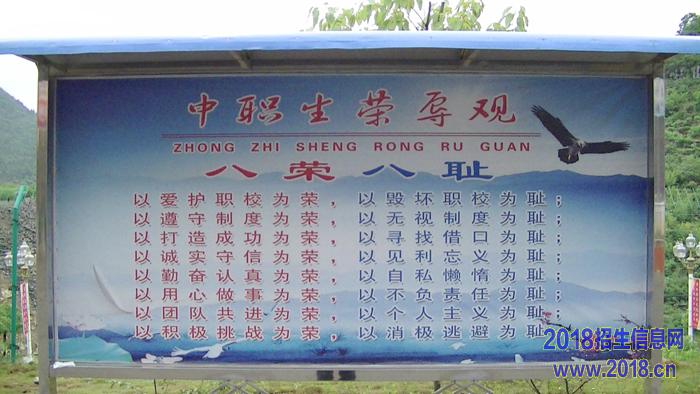 中职生荣辱观
ZHONG ZHI SHENG RONG RU GUAN
八荣八耻
以爱护职校为荣，以毁坏职校为耻；
以遵守制度为荣，以无视制度为耻；
以打造成功为荣，以寻找借口为耻；
以诚实守信为荣，以见利忘义为耻；
以勤奋认真为荣，以自私懒惰为耻；
以用心做事为荣，以不负责任为耻；
以团队共进为荣，以个人主义为耻；
以积极挑战为荣，以消极逃避为耻；
2018招生信息网
www.2018.cn